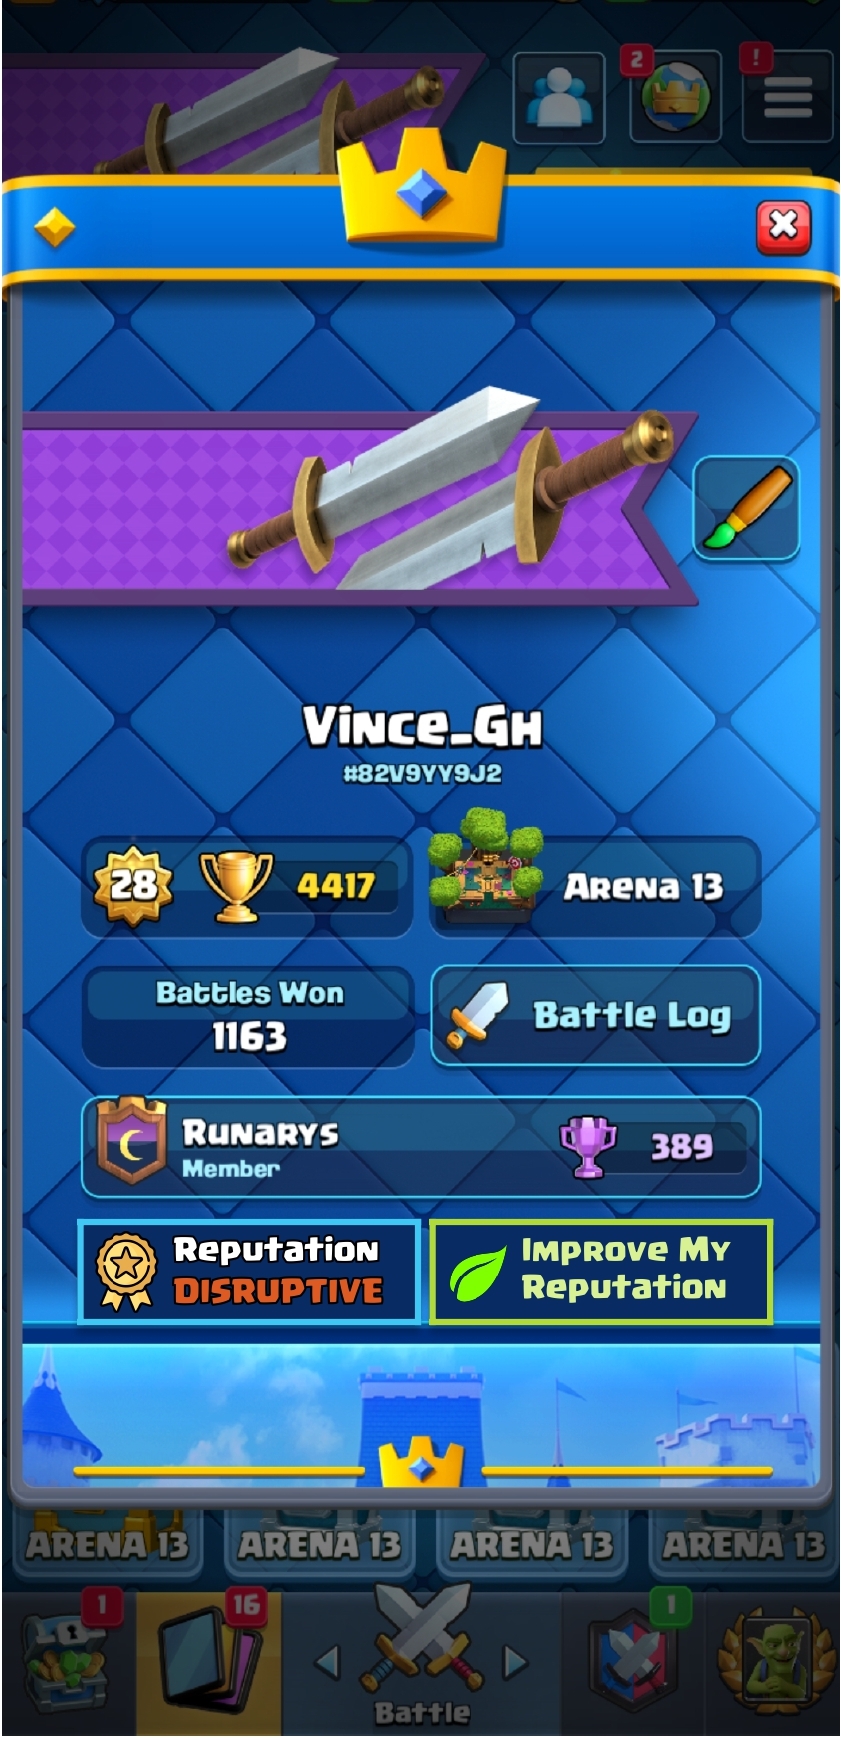 2
!
Vince_Gh
#82V9YY9J2
28
4417
Arena 13
Battles Won
1163
Battle Log
Runarys
Member
389
Reputation
DISRUPTIVE
Improve My
Reputation
ARENA 13
ARENA 13
ARENA 13
ARENA 13
1
16
1
Battle